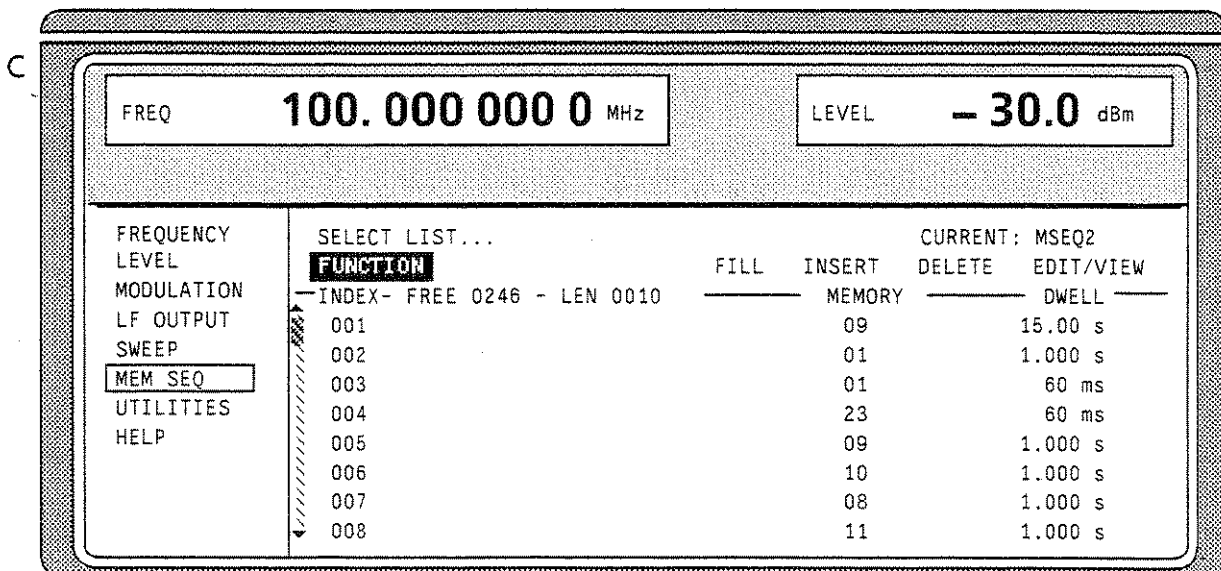 FREQ 100. 000 000 0 MHz LEVEL – 30.0 dBm
FREQUENCY
LEVEL
MODULATION
LF OUTPUT
SWEEP
MEM SEQ
UTILITIES
HELP
SELECT LIST... CURRENT: MSEQ2
FUNCTION FILL INSERT DELETE EDIT/VIEW
INDEX- FREE 0246 - LEN 0010 MEMORY DWELL
001 09 15.00 s
002 01 1.000 s
003 01 60 ms
004 23 60 ms
005 09 1.000 s
006 10 1.000 s
007 08 1.000 s
008 11 1.000 s